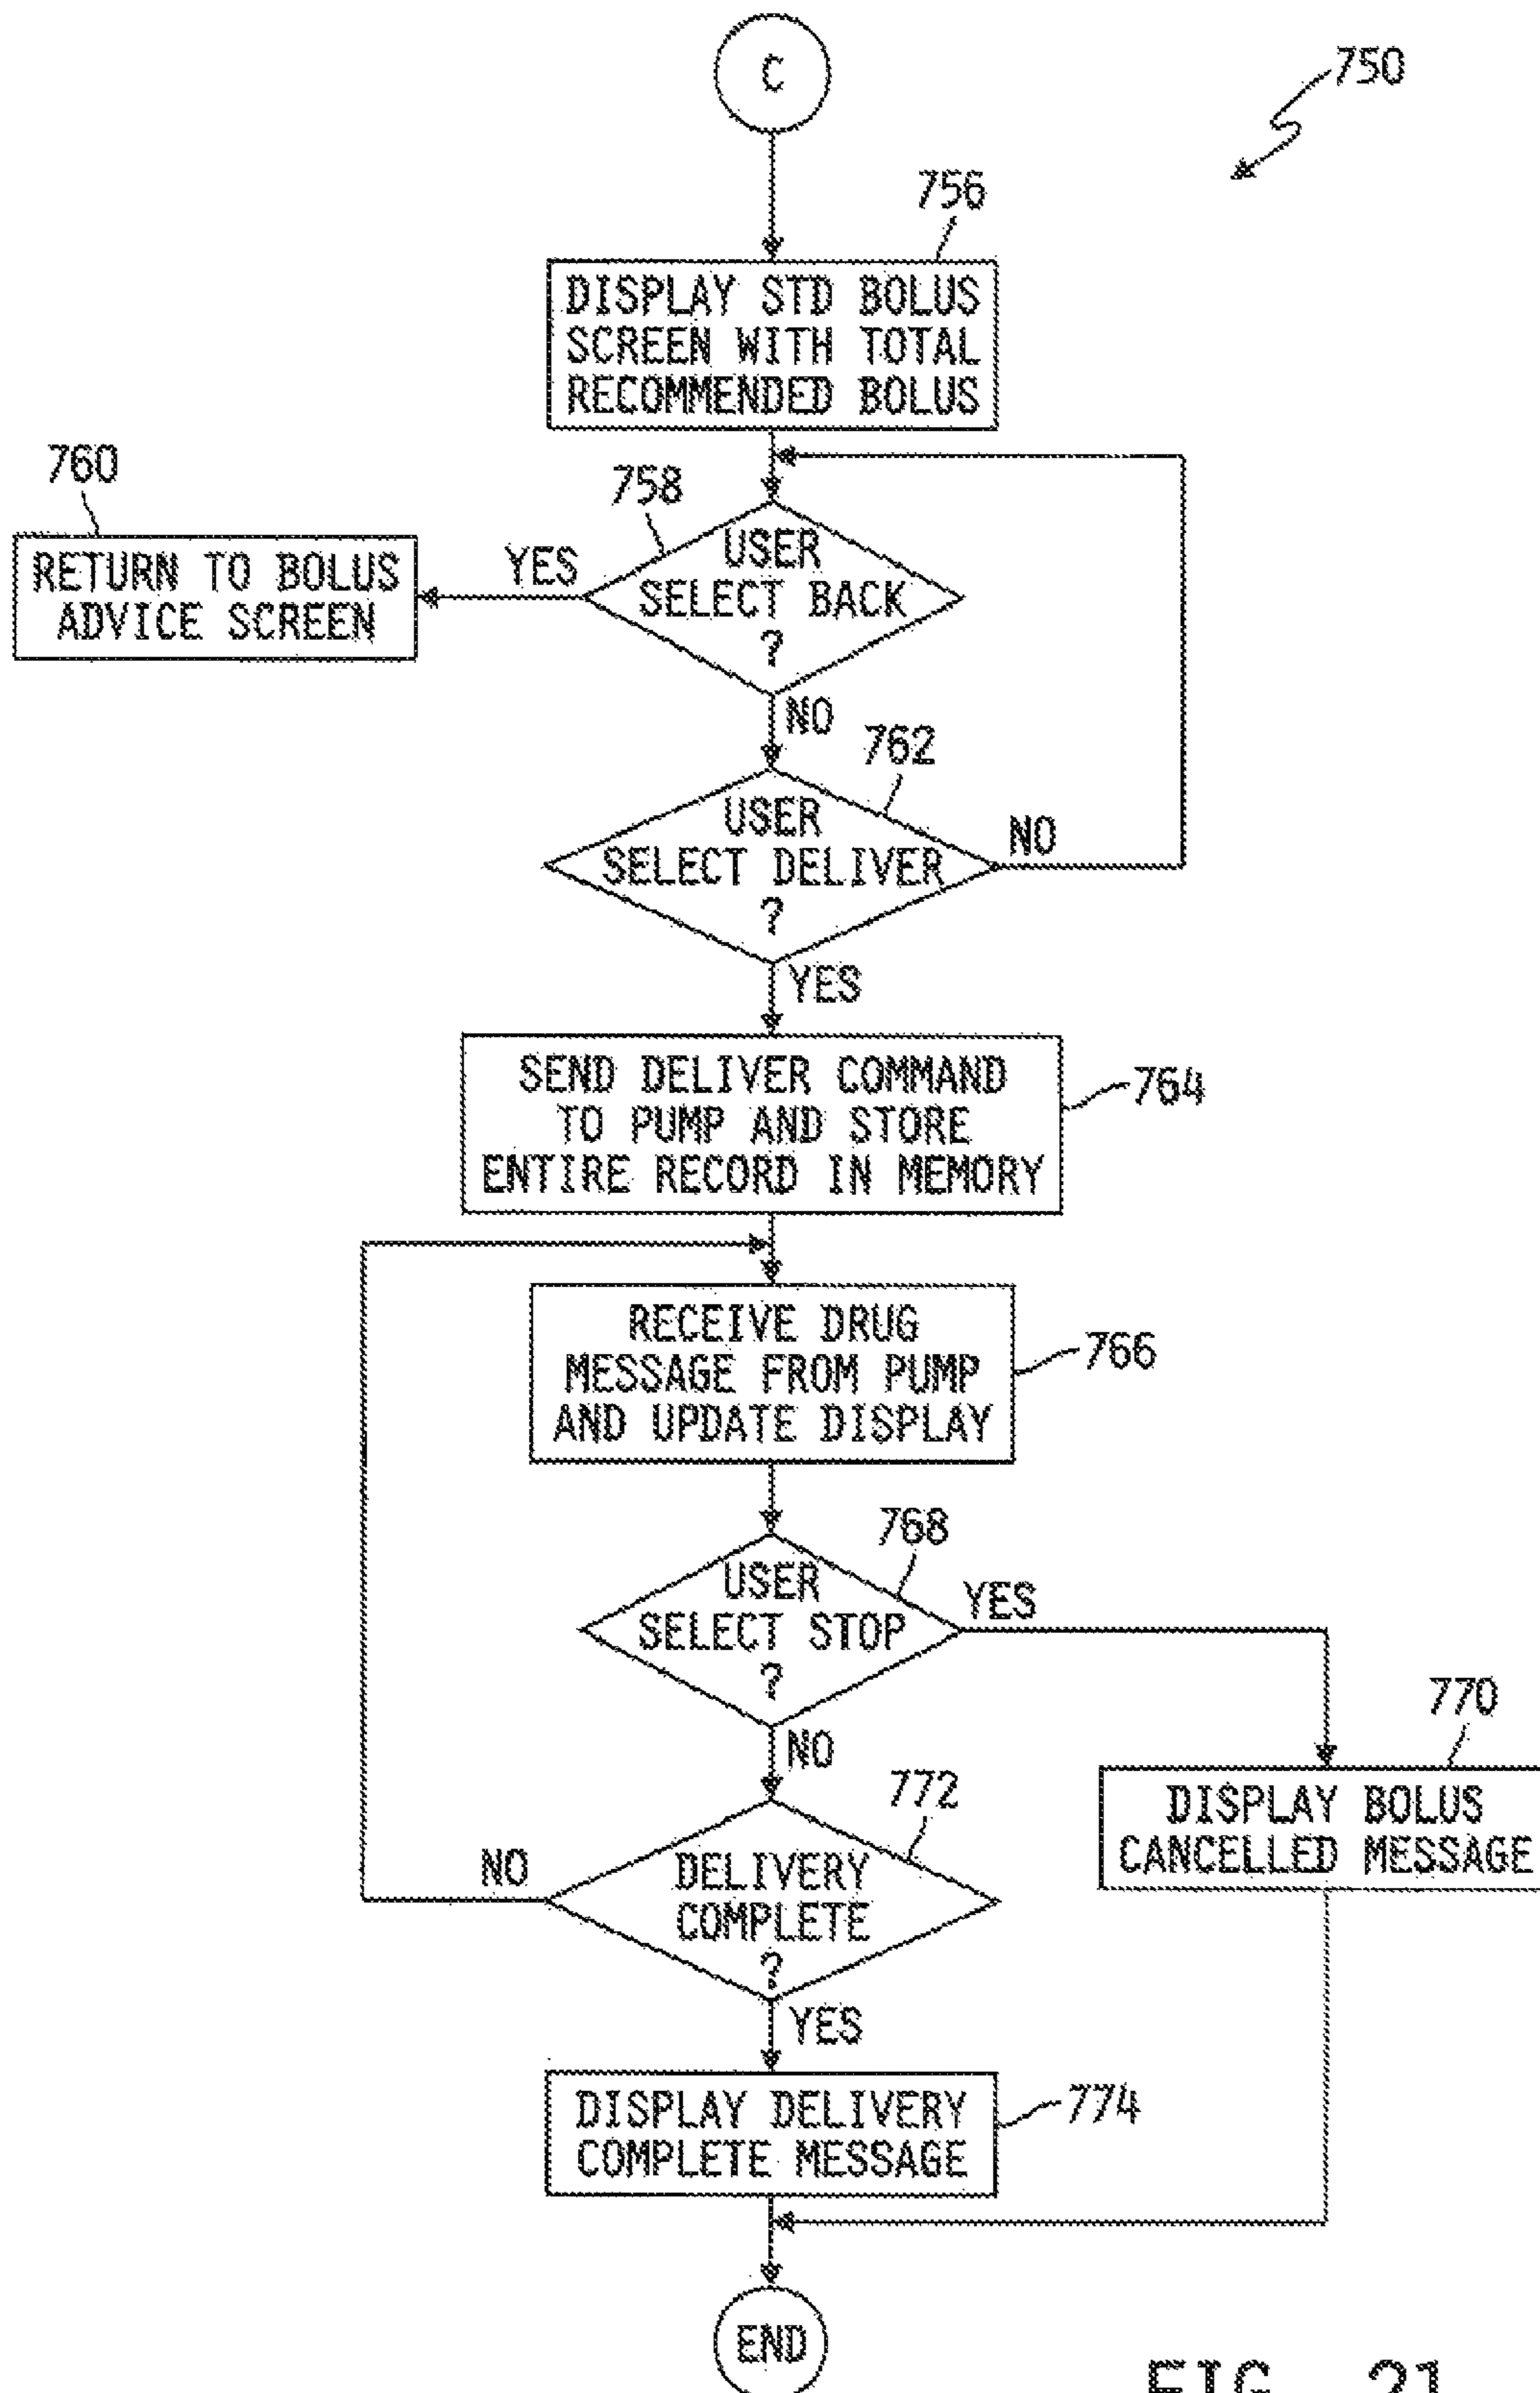 C
750
756
DISPLAY STD BOLUS
SCREEN WITH TOTAL
RECOMMENDED BOLUS
760
758
RETURN TO BOLUS
ADVICE SCREEN
YES
USER
SELECT BACK
?
NO
762
USER
SELECT DELIVER
?
NO
YES
SEND DELIVER COMMAND
TO PUMP AND STORE
ENTIRE RECORD IN MEMORY
764
RECEIVE DRUG
MESSAGE FROM PUMP
AND UPDATE DISPLAY
766
768
USER
SELECT STOP
?
YES
NO
770
DISPLAY BOLUS
CANCELLED MESSAGE
772
DELIVERY
COMPLETE
?
NO
YES
DISPLAY DELIVERY
COMPLETE MESSAGE
774
END
FIG. 21